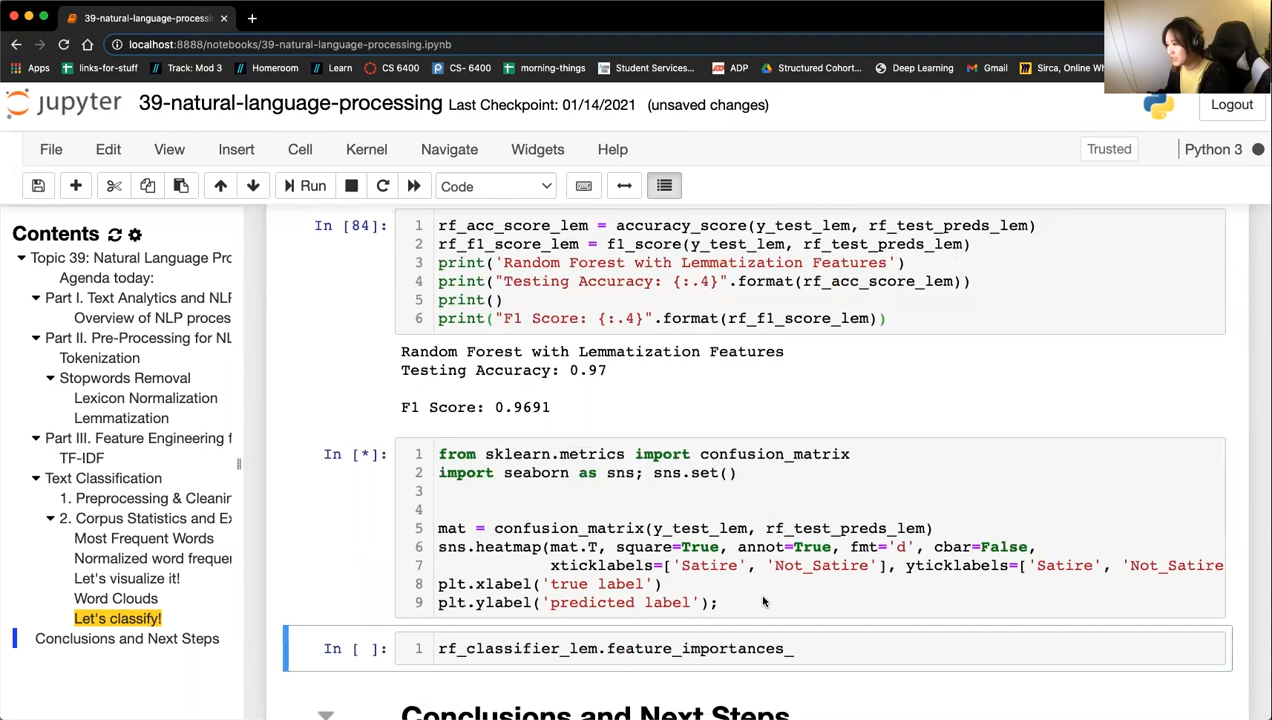 39-natural-language-processi
localhost:8888/notebooks/39-natural-language-processing.ipynb
Apps links-for-stuff Track: Mod 3 Homeroom Learn CS 6400 CS- 6400 morning-things Student Services... ADP Structured Cohort... Deep Learning Gmail Sirca, Online Wh
jupyter 39-natural-language-processing Last Checkpoint: 01/14/2021 (unsaved changes) Logout
File Edit View Insert Cell Kernel Navigate Widgets Help Trusted Python 3
Run Code
Contents
Topic 39: Natural Language Prc
Agenda today:
Part I. Text Analytics and NLF
Overview of NLP proces
Part II. Pre-Processing for NL
Tokenization
Stopwords Removal
Lexicon Normalization
Lemmatization
Part III. Feature Engineering f
TF-IDF
Text Classification
1. Preprocessing & Cleanin
2. Corpus Statistics and Ex
Most Frequent Words
Normalized word frequen
Let's visualize it!
Word Clouds
Let's classify!
Conclusions and Next Steps
In [84]:
1 rf_acc_score_lem = accuracy_score(y_test_lem, rf_test_preds_lem)
2 rf_f1_score_lem = f1_score(y_test_lem, rf_test_preds_lem)
3 print('Random Forest with Lemmatization Features')
4 print("Testing Accuracy: {:.4}".format(rf_acc_score_lem))
5 print()
6 print("F1 Score: {:.4}".format(rf_f1_score_lem))
Random Forest with Lemmatization Features
Testing Accuracy: 0.97
F1 Score: 0.9691
In [*]:
1 from sklearn.metrics import confusion_matrix
2 import seaborn as sns; sns.set()
3
4
5 mat = confusion_matrix(y_test_lem, rf_test_preds_lem)
6 sns.heatmap(mat.T, square=True, annot=True, fmt='d', cbar=False,
7 xticklabels=['Satire', 'Not_Satire'], yticklabels=['Satire', 'Not_Satire
8 plt.xlabel('true label')
9 plt.ylabel('predicted label');
In [ ]:
1 rf_classifier_lem.feature_importances_
Conclusions and Next Steps